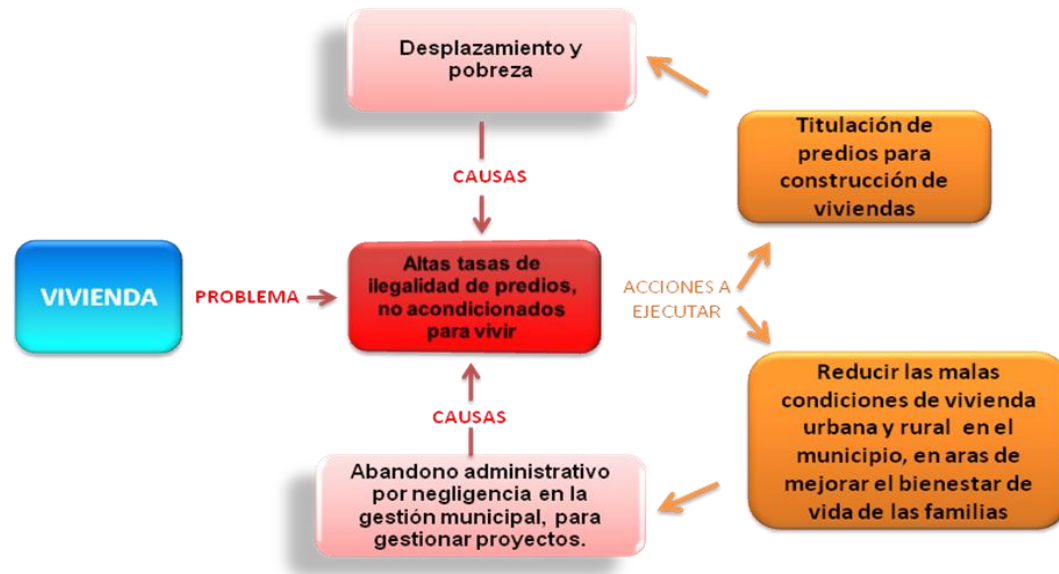 Desplazamiento y
pobreza
CAUSAS
Titulación de
predios para
construcción de
viviendas
VIVIENDA
PROBLEMA
Altas tasas de
ilegalidad de predios,
no acondicionados
para vivir
ACCIONES A
EJECUTAR
CAUSAS
Abandono administrativo
por negligencia en la
gestión municipal, para
gestionar proyectos.
Reducir las malas
condiciones de vivienda
urbana y rural en el
municipio, en aras de
mejorar el bienestar de
vida de las familias